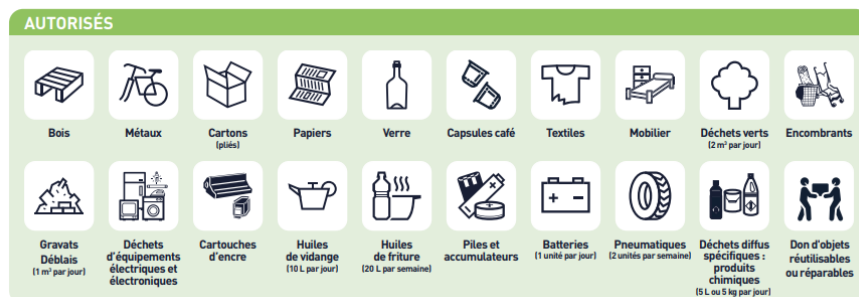 AUTORISÉS
Bois
Métaux
Cartons
(pliés)
Papiers
Verre
Capsules café
Textiles
Mobilier
Déchets verts
(2 m³ par jour)
Encombrants
Gravats
Déblais
(1 m³ par jour)
Déchets
d'équipements
électriques et
électroniques
Cartouches
d'encre
Huiles
de vidange
(10 L par jour)
Huiles
de friture
(20 L par semaine)
Piles et
accumulateurs
Batteries
(1 unité par jour)
Pneumatiques
(2 unités par semaine)
Déchets diffus
spécifiques :
produits
chimiques
(5 L ou 5 kg par jour)
Don d'objets
réutilisables
ou réparables